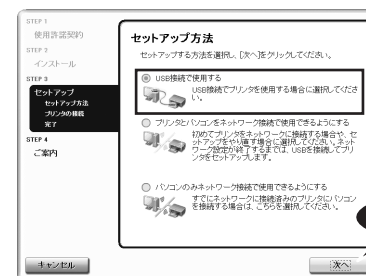 STEP 1
使用許諾契約
STEP 2
インストール
STEP 3
セットアップ
セットアップ方法
プリンタの接続
完了
STEP 4
ご案内
キャンセル
セットアップ方法
セットアップする方法を選択し、[次へ]をクリックしてください。
USB接続で使用する
USB接続でプリンタを使用する場合に選択してくださ
い。
プリンタとパソコンをネットワーク接続で使用できるようにする
初めてプリンタをネットワークに接続する場合や、セ
ットアップをやり直す場合に選択してください。ネット
ワーク設定が終了するまでは、USBを接続してプリ
ンタをセットアップします。
パソコンのみネットワーク接続で使用できるようにする
すでにネットワークに接続済みのプリンタにパソコン
を接続する場合は、こちらを選択してください。
次へ